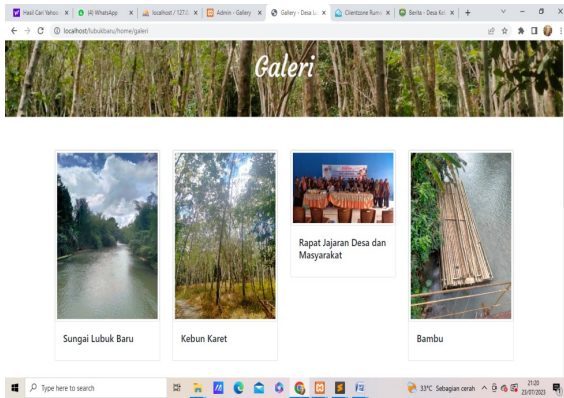 Hasil Cari Yahoo
(4) WhatsApp
localhost / 127.0
Admin - Gallery
Gallery - Desa Lu
Clientzone Rum
Berita - Desa Ke
localhost/lubukbaru/home/galeri
Galeri
Rapat Jajaran Desa dan
Masyarakat
Sungai Lubuk Baru
Kebun Karet
Bambu
Type here to search
33°C Sebagian cerah
21:20
23/07/2023